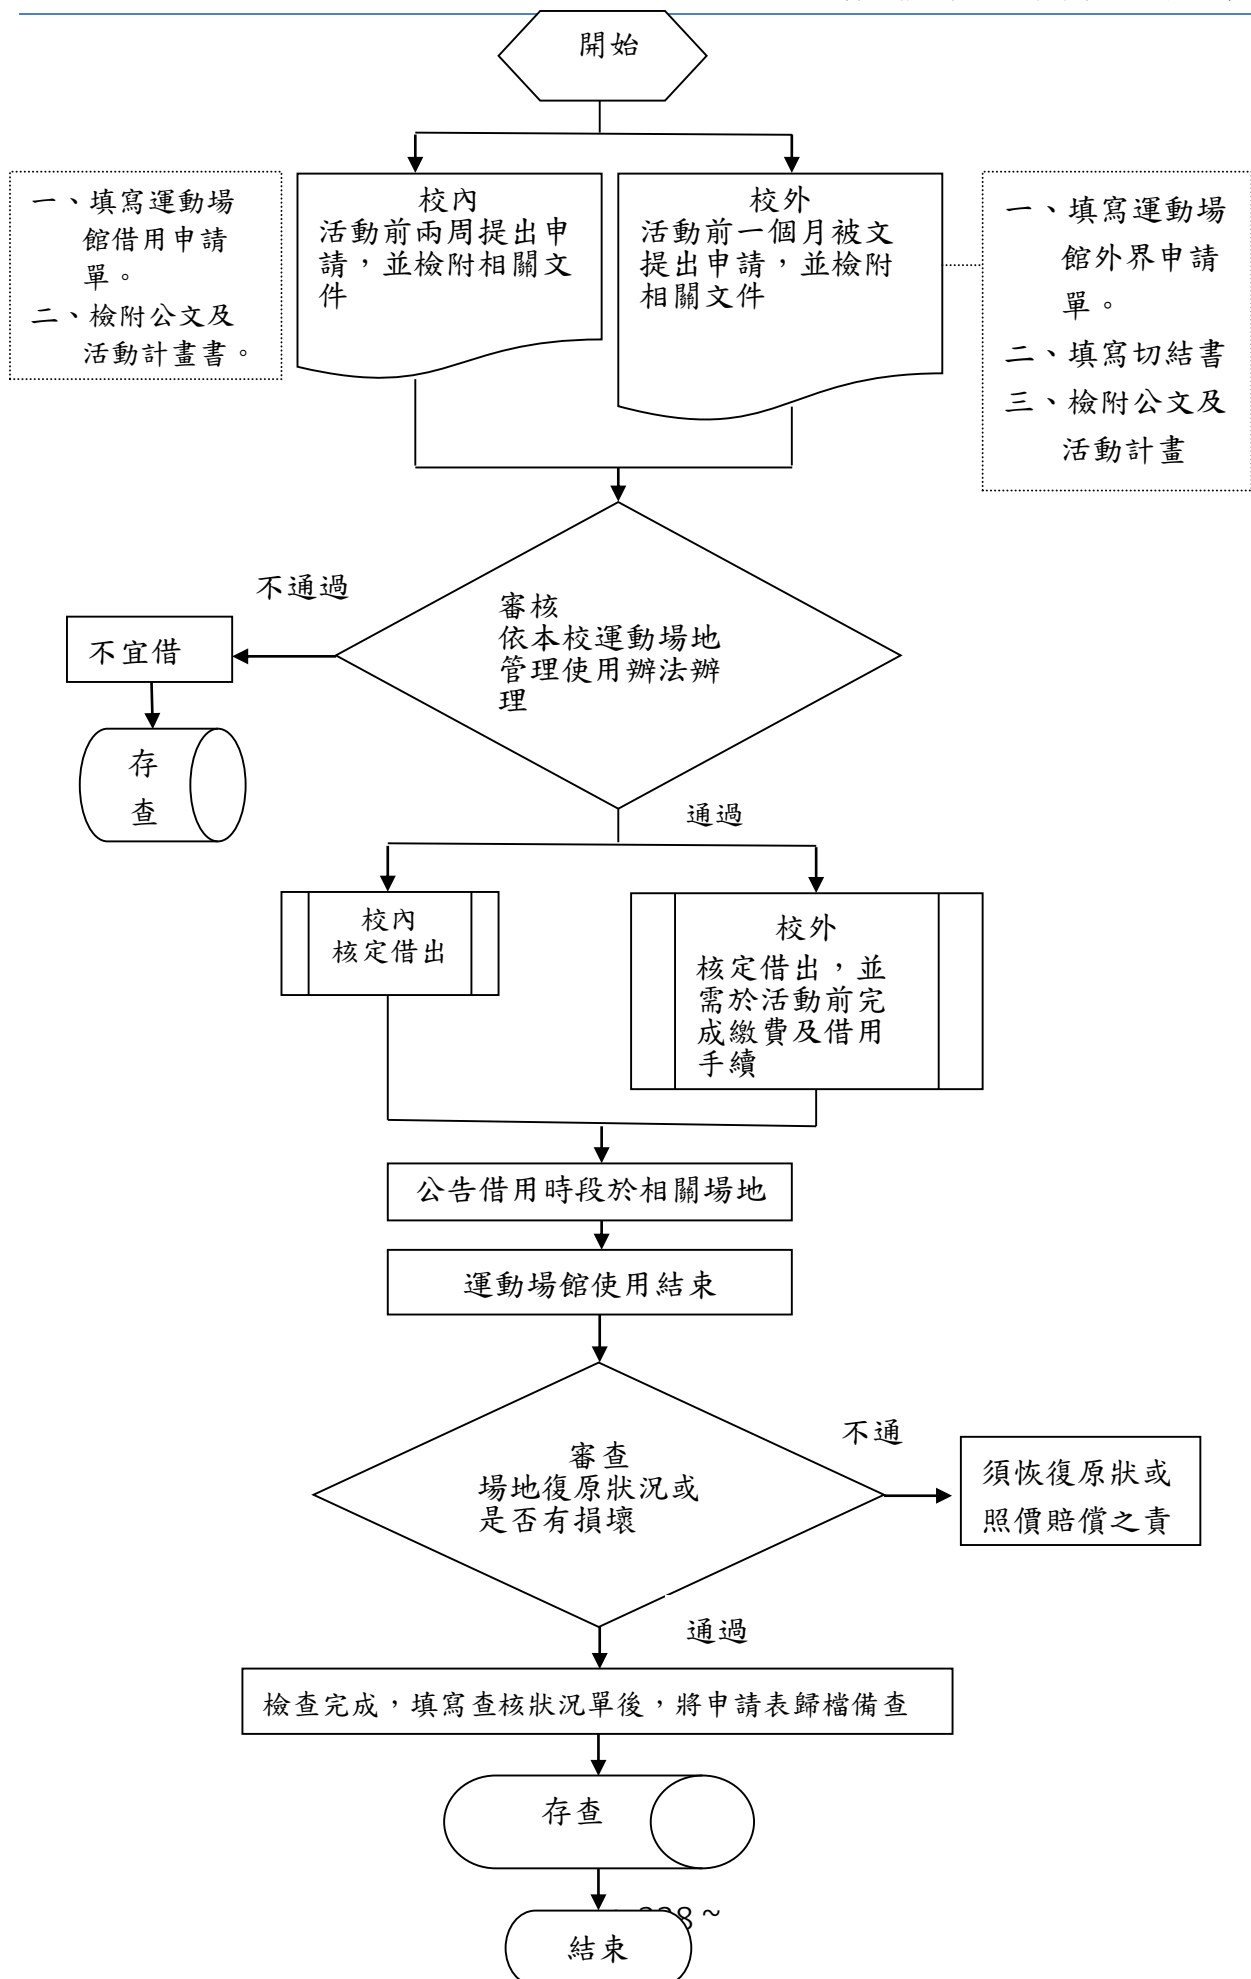 開始
一、填寫運動場
館借用申請
單。
二、檢附公文及
活動計畫書。
校內
活動前兩周提出申
請，並檢附相關文
件
校外
活動前一個月被文
提出申請，並檢附
相關文件
一、填寫運動場
館外界申請
單。
二、填寫切結書
三、檢附公文及
活動計畫
不通過
審核
依本校運動場地
管理使用辦法辦
理
不宜借
存
查
通過
校內
核定借出
校外
核定借出，並
需於活動前完
成繳費及借用
手續
公告借用時段於相關場地
運動場館使用結束
不通
審查
場地復原狀況或
是否有損壞
須恢復原狀或
照價賠償之責
通過
檢查完成，填寫查核狀況單後，將申請表歸檔備查
存查
結束